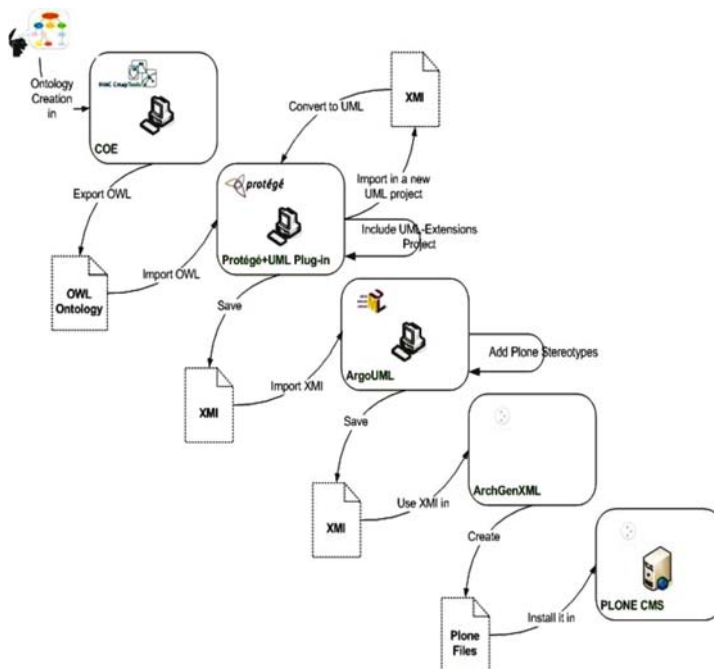 Ontology
Creation
in
IHMC CmapTools
COE
Export OWL
OWL
Ontology
Import OWL
protégé
Protégé+UML Plug-in
Convert to UML
XMI
Import in a new
UML project
Include UML-Extensions
Project
Save
XMI
Import XMI
ArgoUML
Add Plone Stereotypes
Save
XMI
Use XMI in
ArchGenXML
Create
Plone
Files
Install it in
PLONE CMS